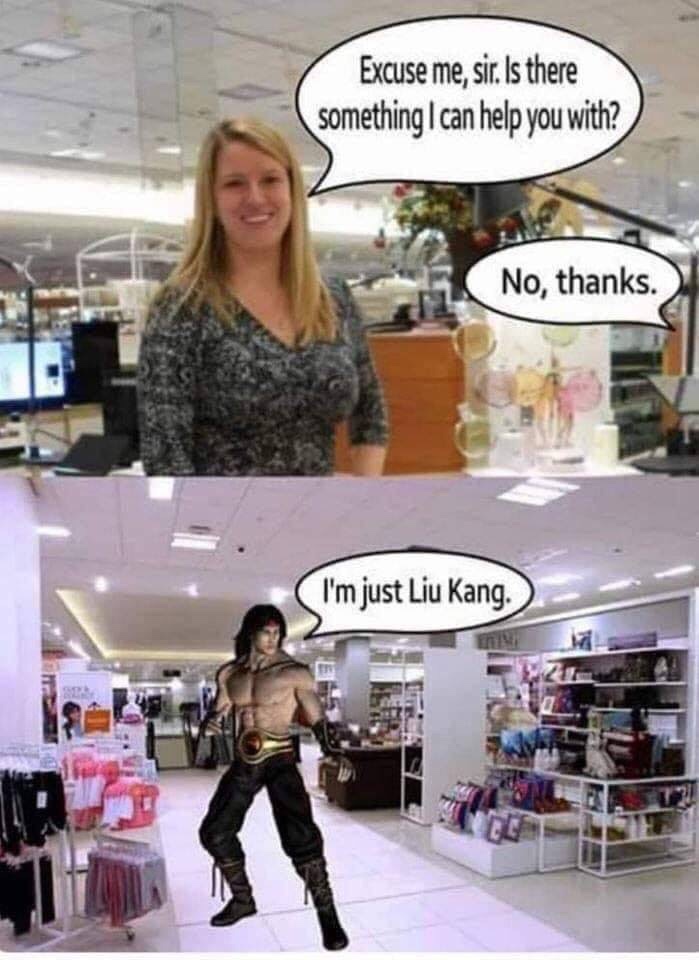 Excuse me, sir. Is there
something I can help you with?
No, thanks.
I'm just Liu Kang.